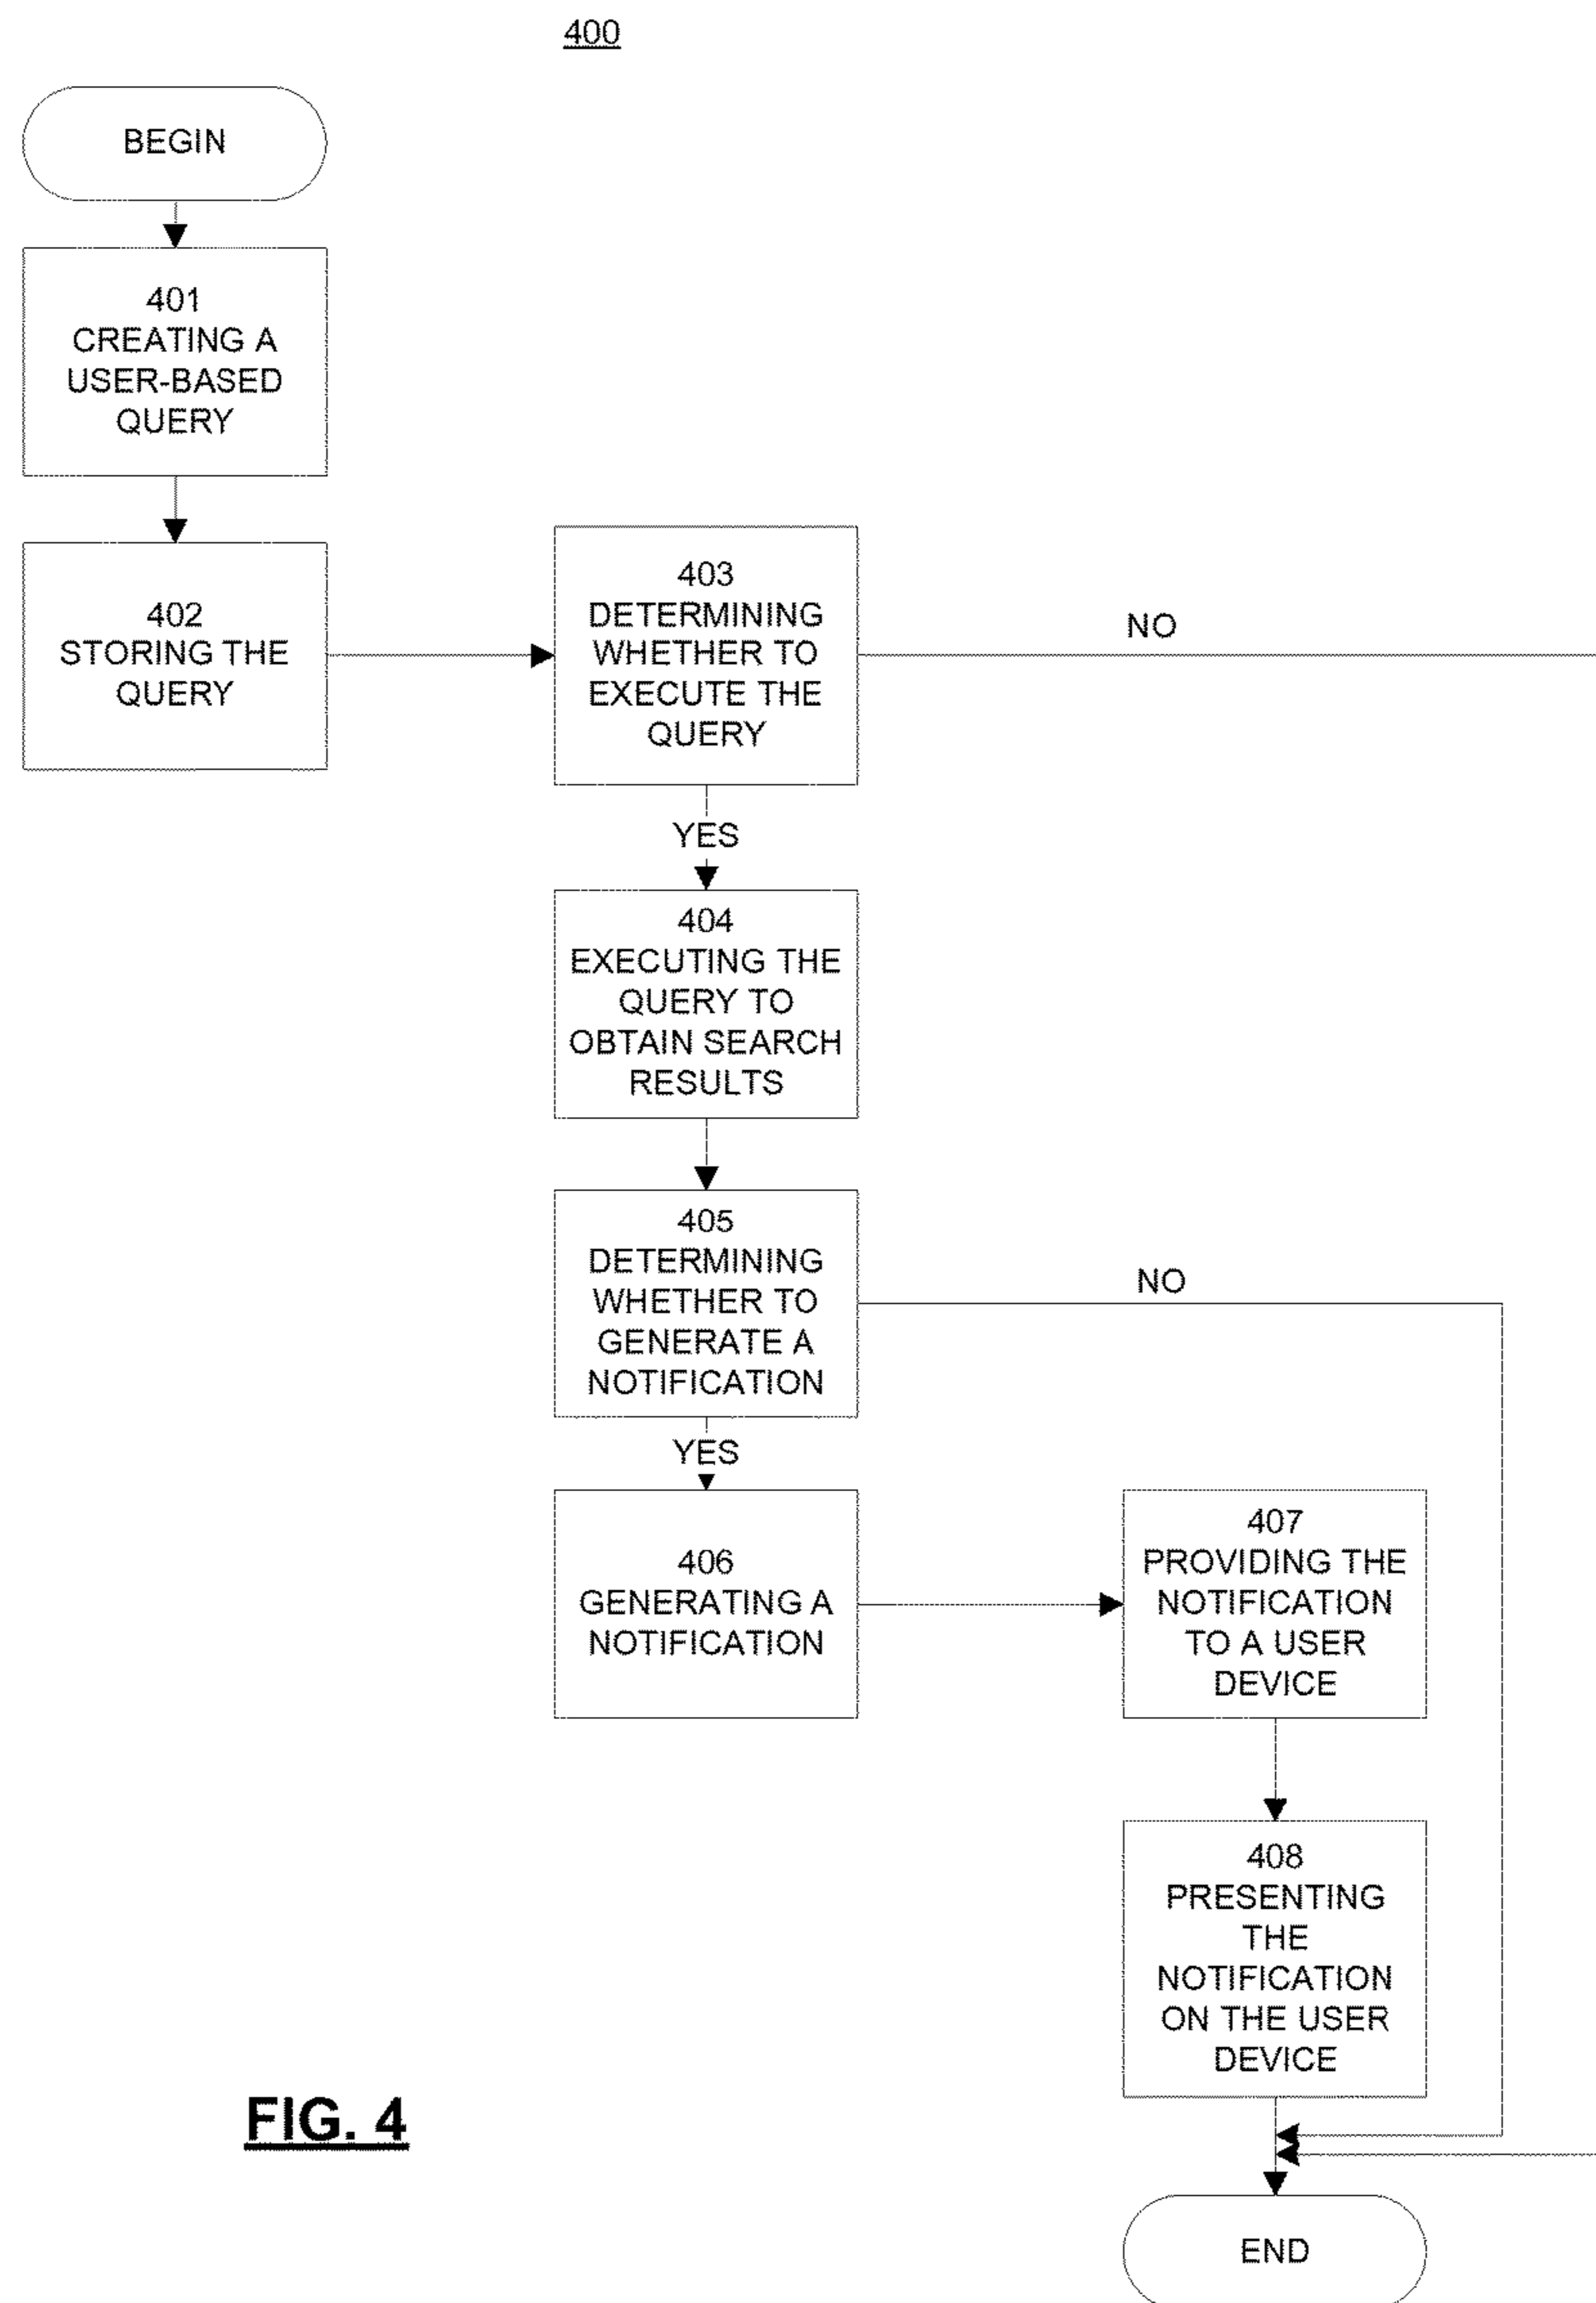 400
BEGIN
401
CREATING A
USER-BASED
QUERY
402
STORING THE
QUERY
403
DETERMINING
WHETHER TO
EXECUTE THE
QUERY
NO
YES
404
EXECUTING THE
QUERY TO
OBTAIN SEARCH
RESULTS
405
DETERMINING
WHETHER TO
GENERATE A
NOTIFICATION
NO
YES
406
GENERATING A
NOTIFICATION
407
PROVIDING THE
NOTIFICATION
TO A USER
DEVICE
408
PRESENTING
THE
NOTIFICATION
ON THE USER
DEVICE
END
FIG. 4